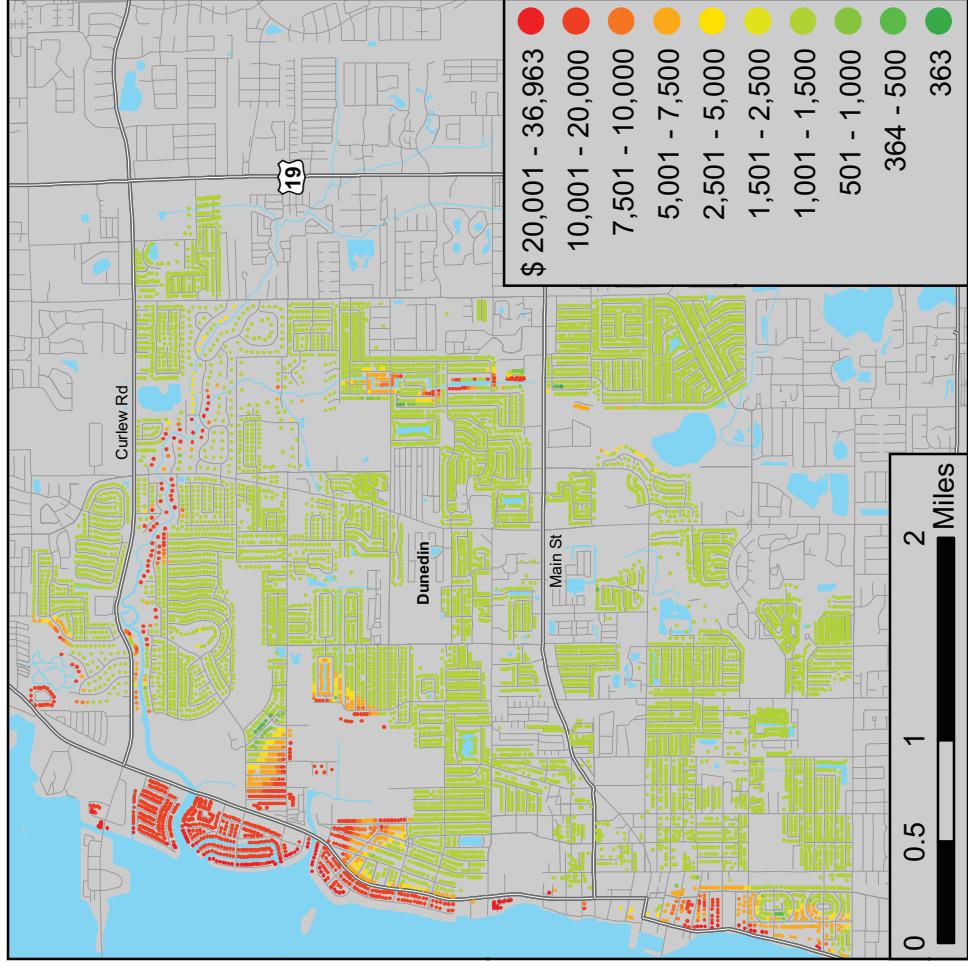 Curlew Rd
19
Dunedin
Main St
$ 20,001 - 36,963
10,001 - 20,000
7,501 - 10,000
5,001 - 7,500
2,501 - 5,000
1,501 - 2,500
1,001 - 1,500
501 - 1,000
364 - 500
363
0 0.5 1 2
Miles